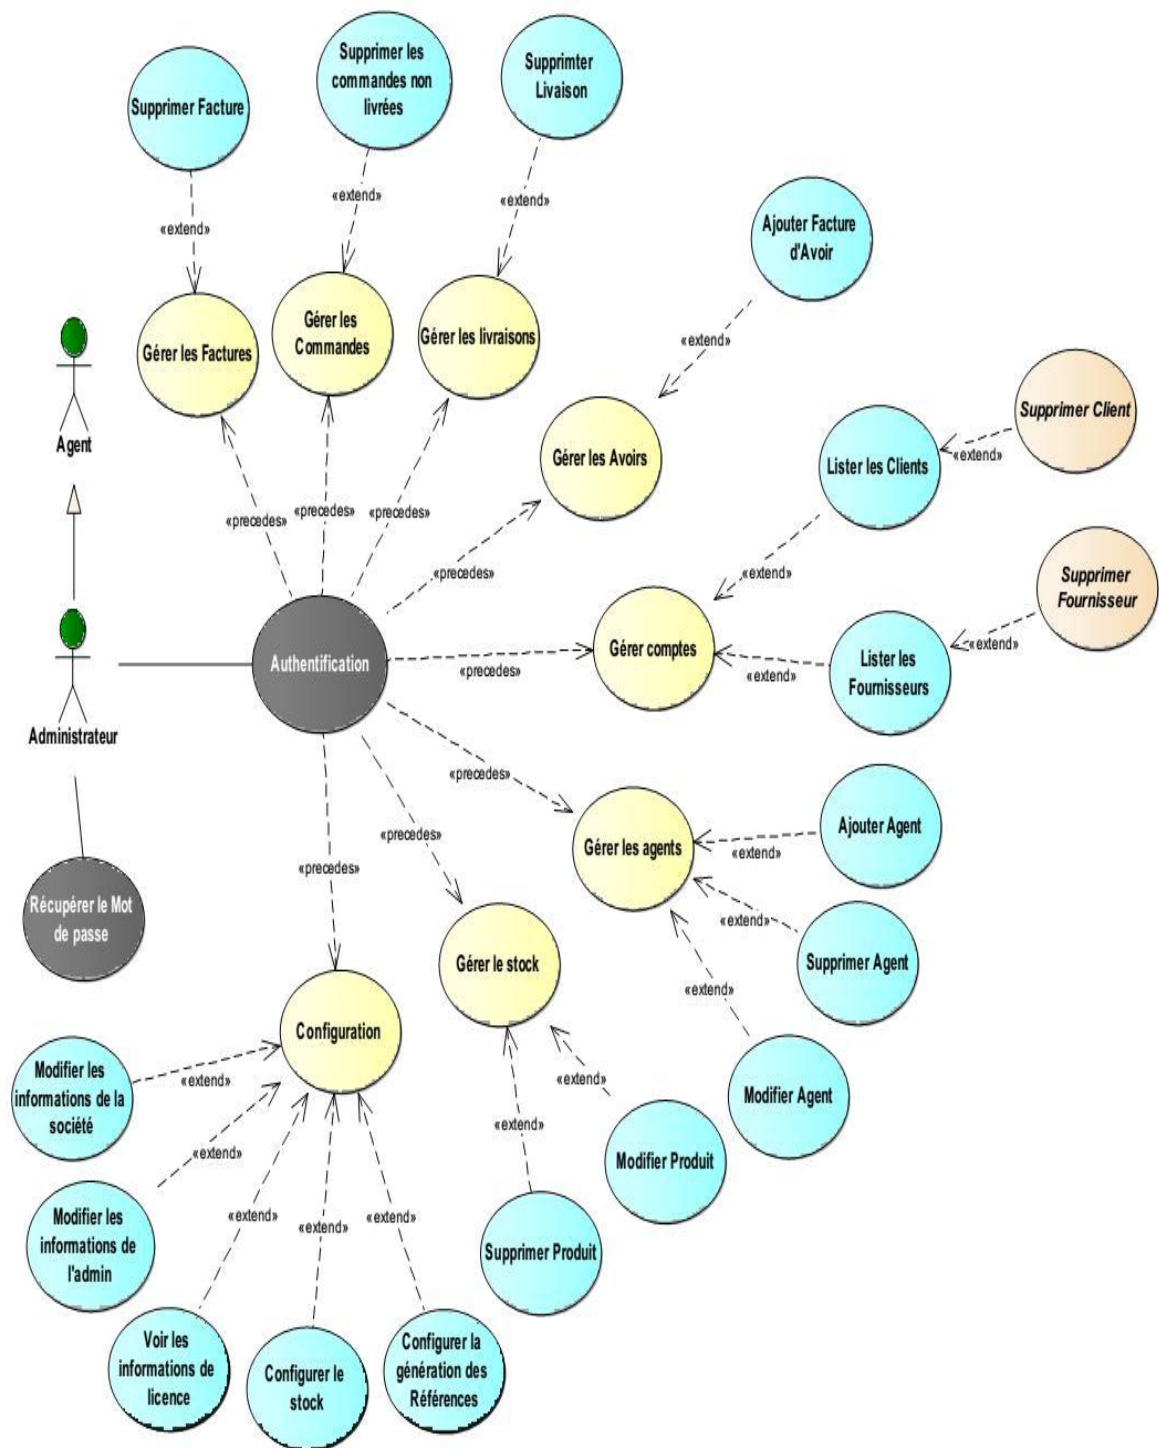 Supprimer les
commandes non
livrées
Supprimter
Livaison
Supprimer Facture
«extend»
«extend»
«extend»
Ajouter Facture
d'Avoir
Gérer les Factures
Gérer les
Commandes
Gérer les livraisons
«extend»
Agent
Supprimer Client
Gérer les Avoirs
Lister les Clients
«extend»
«precedes»
«precedes»
«precedes»
«precedes»
«extend»
Supprimer
Fournisseur
Authentification
Gérer comptes
«precedes»
Lister les
Fournisseurs
«extend»
«extend»
Administrateur
«precedes»
«precedes»
«precedes»
Gérer les agents
Ajouter Agent
«extend»
«extend»
Récupérer le Mot
de passe
Gérer le stock
Supprimer Agent
«extend»
Configuration
Modifier les
informations de la
société
«extend»
«extend»
Modifier Agent
«extend»
«extend»
Modifier Produit
Modifier les
informations de
l'admin
«extend»
«extend»
«extend»
Supprimer Produit
Voir les
informations de
licence
Configurer le
stock
Configurer la
génération des
Références